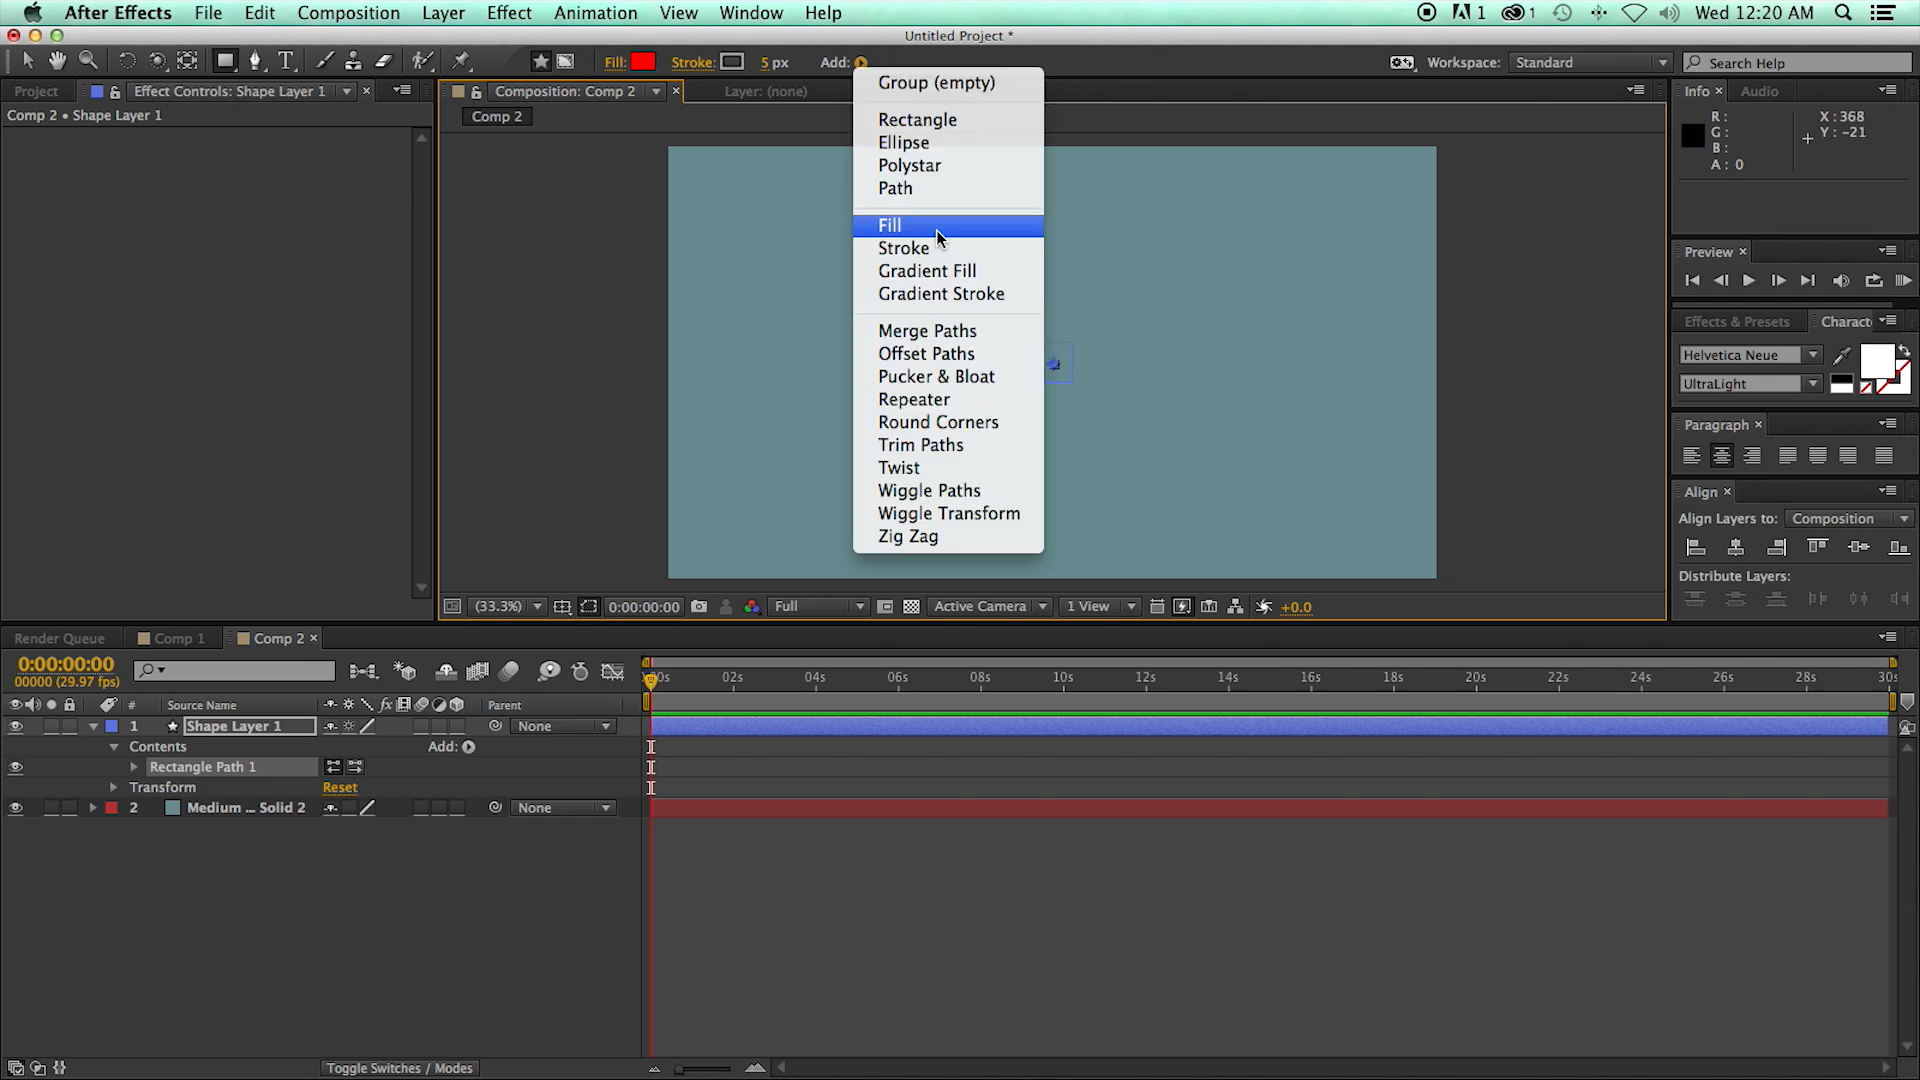 After Effects File Edit Composition Layer Effect Animation View Window Help 1 1 Wed 12:20 AM
Untitled Project *
Fill: Stroke: 5 px Add: Workspace: Standard Search Help
Project Effect Controls: Shape Layer 1 × Composition: Comp 2 × Layer: (none) Info × Audio
Comp 2 • Shape Layer 1
Comp 2
Group (empty)
Rectangle
Ellipse
Polystar
Path
Fill
Stroke
Gradient Fill
Gradient Stroke
Merge Paths
Offset Paths
Pucker & Bloat
Repeater
Round Corners
Trim Paths
Twist
Wiggle Paths
Wiggle Transform
Zig Zag
R: X : 368
G: Y : -21
B:
A: 0
Preview ×
Effects & Presets Charact
Helvetica Neue
UltraLight
Paragraph ×
Align ×
Align Layers to: Composition
Distribute Layers:
(33.3%) 0:00:00:00 Full Active Camera 1 View +0.0
Render Queue Comp 1 Comp 2 ×
0:00:00:00
00000 (29.97 fps)
02s 04s 06s 08s 10s 12s 14s 16s 18s 20s 22s 24s 26s 28s 30s
# Source Name fx Parent
1 Shape Layer 1 None
Contents Add:
Rectangle Path 1
Transform Reset
2 Medium ... Solid 2 None
Toggle Switches / Modes